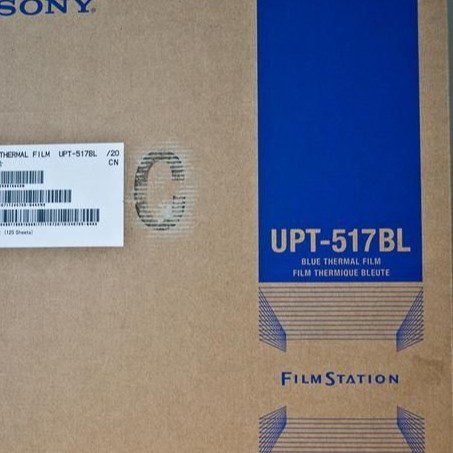 SONY®
THERMAL FILM UPT-517BL /20
CN
(125 Sheets)
C
UPT-517BL
BLUE THERMAL FILM
FILM THERMIQUE BLEUTE
FILMSTATION